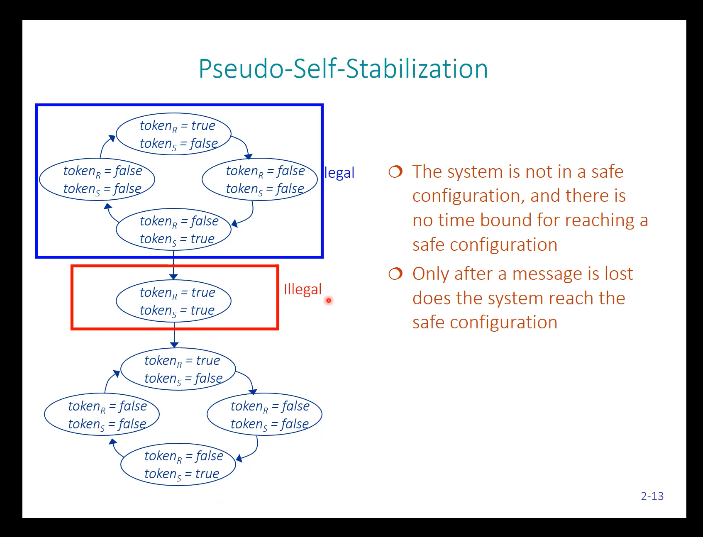 Pseudo-Self-Stabilization
token_R = true
token_S = false
token_R = false
token_S = false
token_R = false
token_S = false
legal
token_R = false
token_S = true
token_R = true
token_S = true
Illegal
token_R = true
token_S = false
token_R = false
token_S = false
token_R = false
token_S = false
token_R = false
token_S = true
The system is not in a safe
configuration, and there is
no time bound for reaching a
safe configuration
Only after a message is lost
does the system reach the
safe configuration
2-13